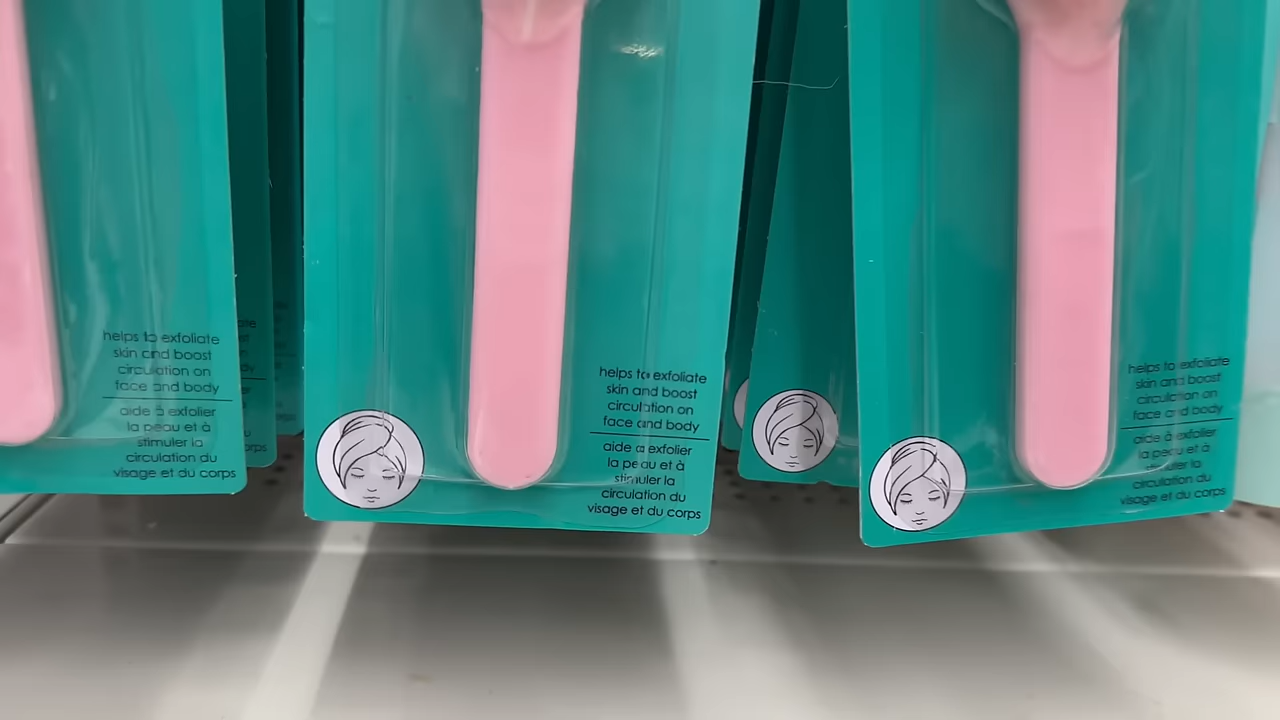 helps to exfoliate
skin and boost
circulation on
face and body
aide à exfolier
la peau et à
stimuler la
circulation du
visage et du corps
helps to exfoliate
skin and boost
circulation on
face and body
aide à exfolier
la peau et à
stimuler la
circulation du
visage et du corps
helps to exfoliate
skin and boost
circulation on
face and body
aide à exfolier
la peau et à
stimuler la
circulation du
visage et du corps